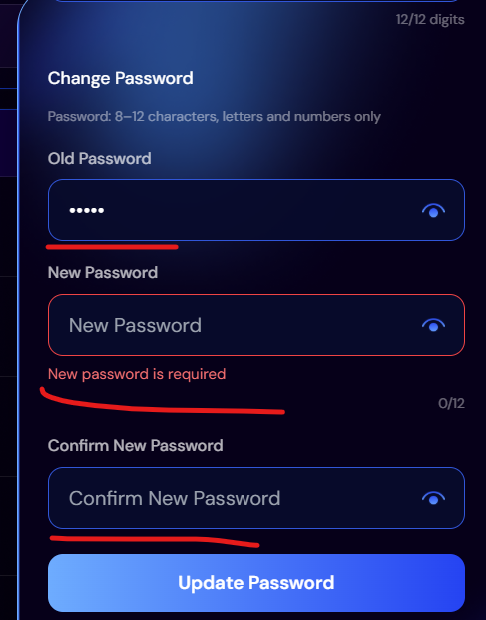 12/12 digits
Change Password
Password: 8–12 characters, letters and numbers only
Old Password
•••••
New Password
New Password
New password is required
0/12
Confirm New Password
Confirm New Password
Update Password